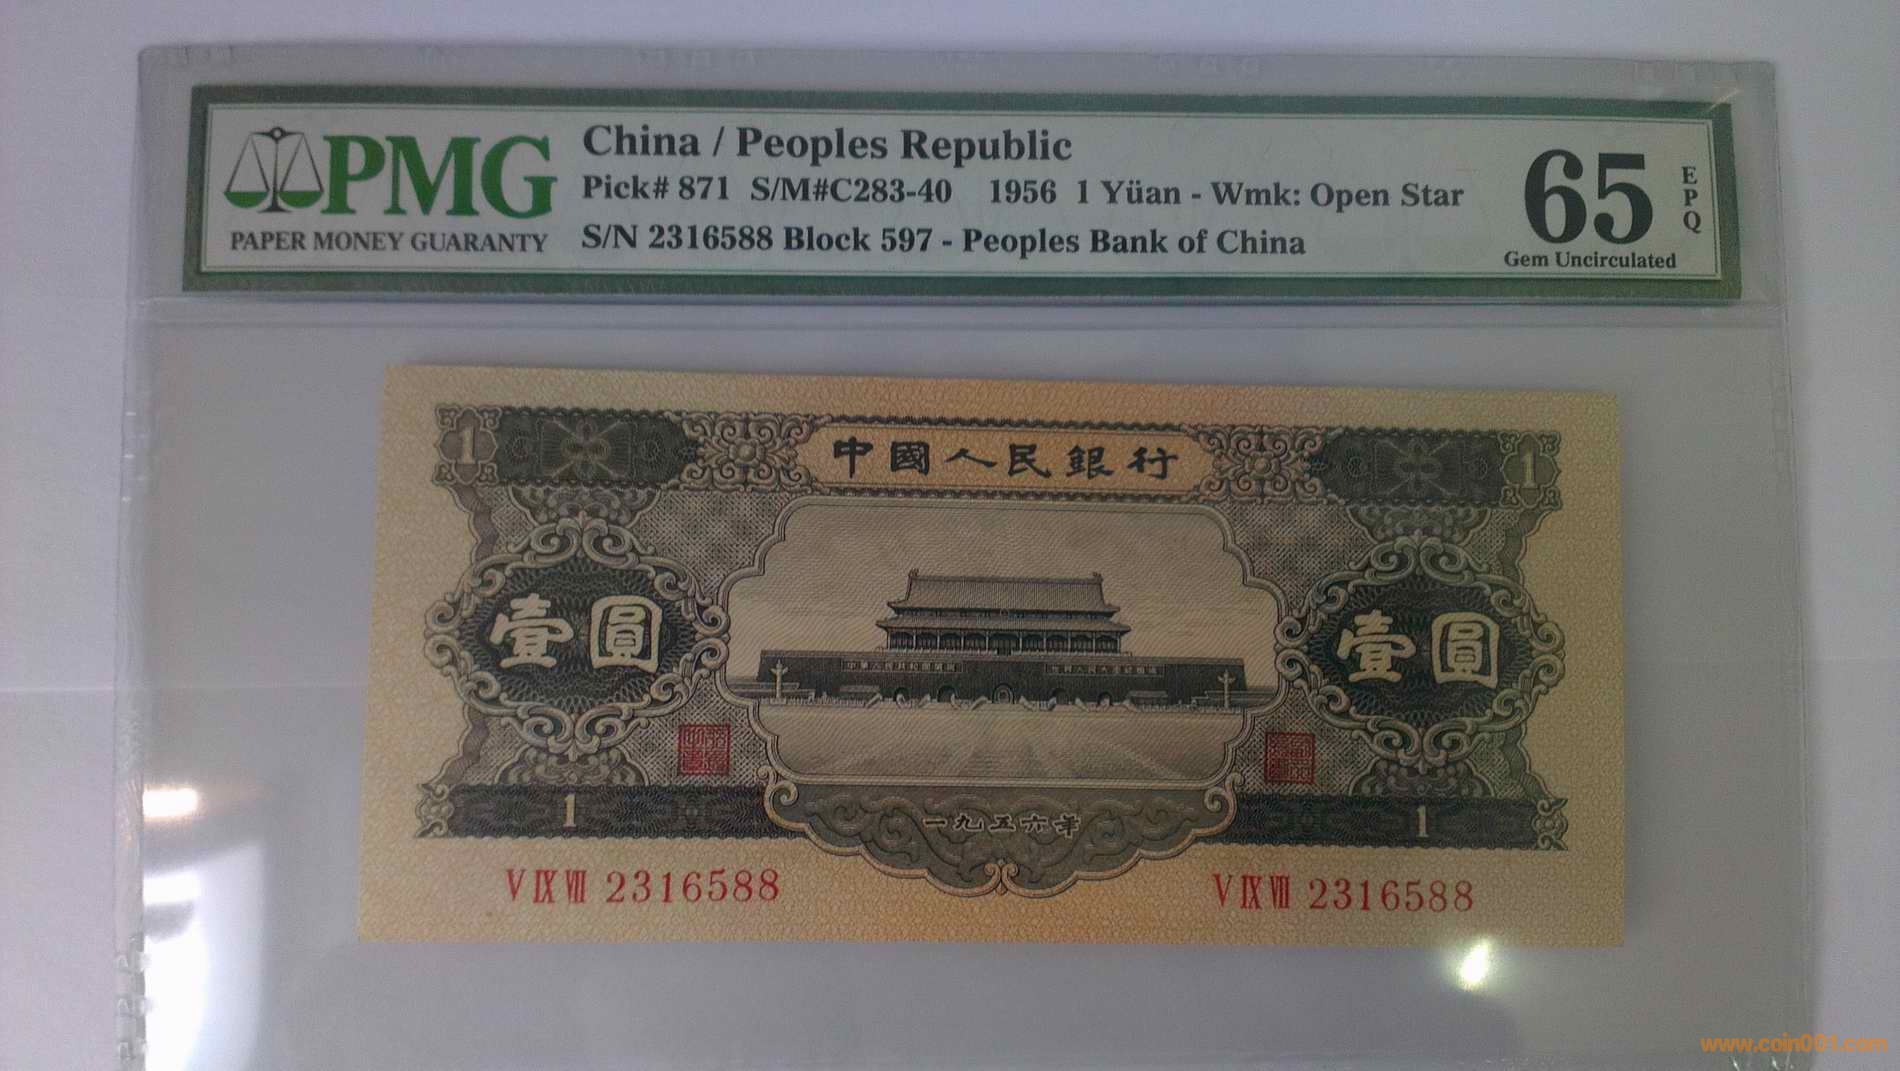 PMG
PAPER MONEY GUARANTY
China / Peoples Republic
Pick# 871 S/M#C283-40 1956 1 Yüan - Wmk: Open Star
S/N 2316588 Block 597 - Peoples Bank of China
65
EPQ
Gem Uncirculated
中國人民銀行
1
1
壹圓
壹圓
1
1
一九五六年
V IX VII 2316588
V IX VII 2316588
www.coin001.com